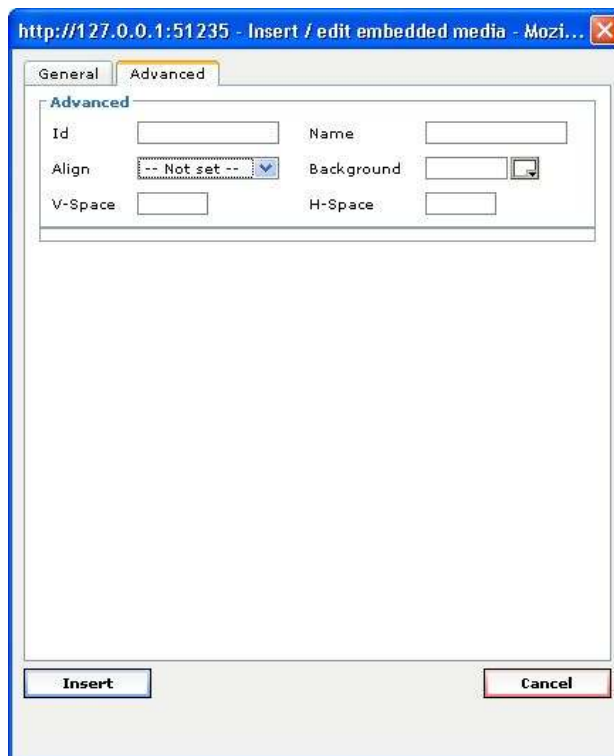 http://127.0.0.1:51235 - Insert / edit embedded media - Mozi...
General Advanced
Advanced
Id Name
Align -- Not set -- Background
V-Space H-Space
Insert Cancel